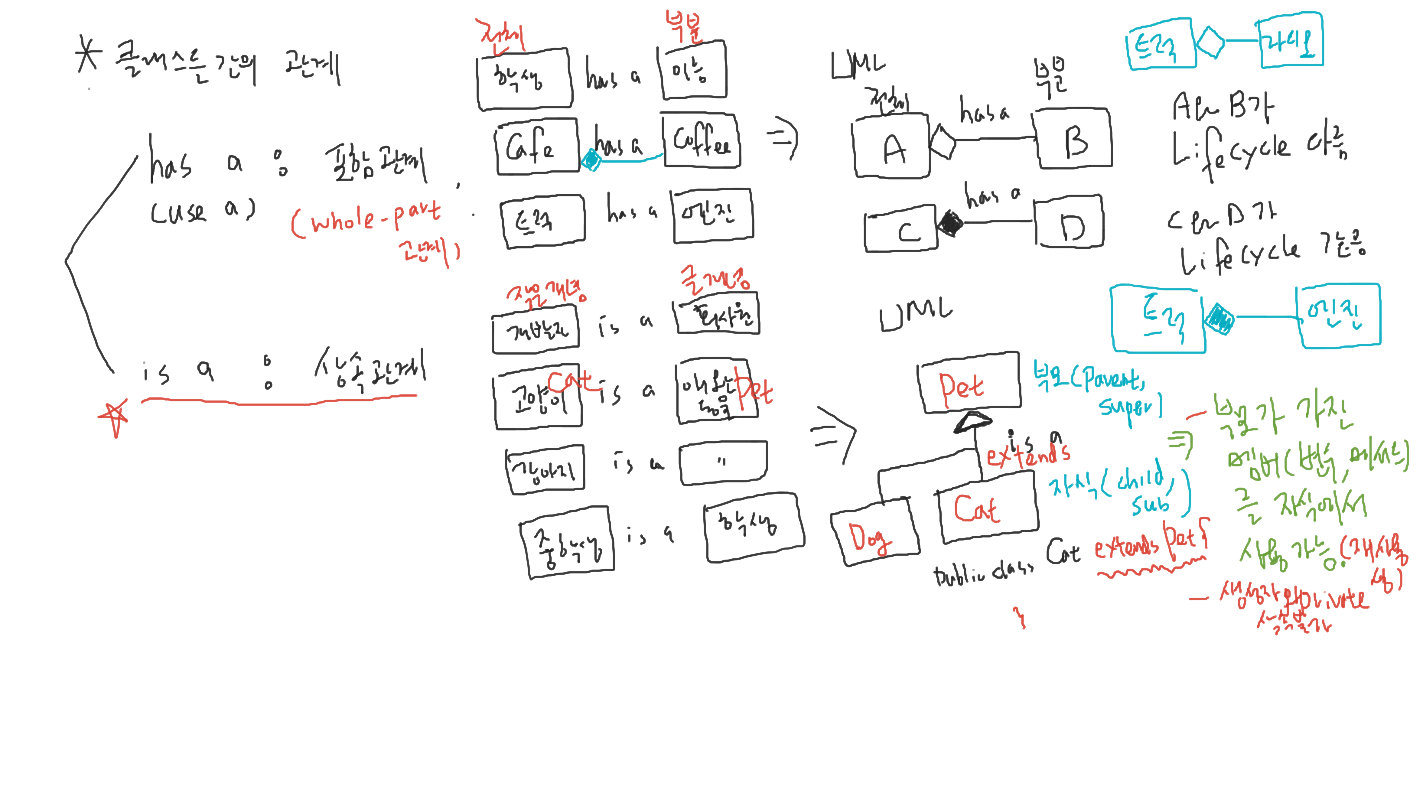 * 클래스들 간의 관계
has a : 포함관계
(use a)
(whole-part
관계)
is a : 상속관계
전체 부분
학생 has a 이름
Cafe has a Coffee
트럭 has a 엔진
작은개념 큰개념
개발자 is a 회사원
고양이 Cat is a 애완동물 Pet
강아지 is a "
중학생 is a 학생
⇒
UML
전체 부분
A has a B
C has a D
트럭 라디오
A와 B가
Lifecycle 다름
C와 D가
Lifecycle 같음
트럭 엔진
⇒
UML
Pet
부모(parent,
super)
is a
extends
자식(child,
sub)
Dog
Cat
public class Cat extends Pet {
}
⇒
- 부모가 가진
멤버(변수, 메서드)
를 자식에서
사용가능.(재사용
성)
- 생성자와 private
상속불가